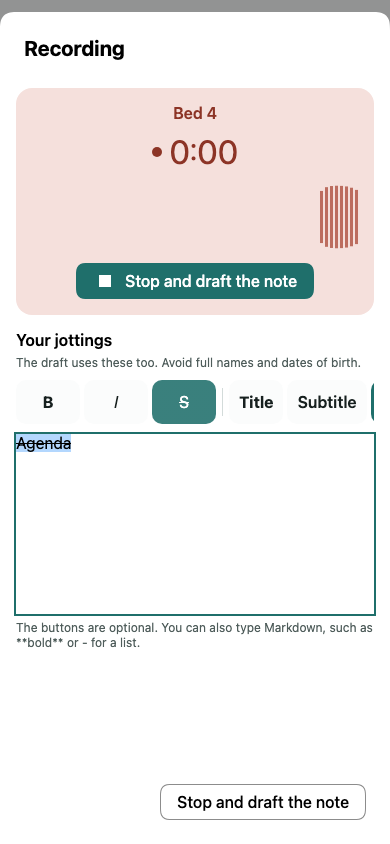 Recording
Bed 4
0:00
Stop and draft the note
Your jottings
The draft uses these too. Avoid full names and dates of birth.
B I S Title Subtitle
Agenda
The buttons are optional. You can also type Markdown, such as
**bold** or - for a list.
Stop and draft the note